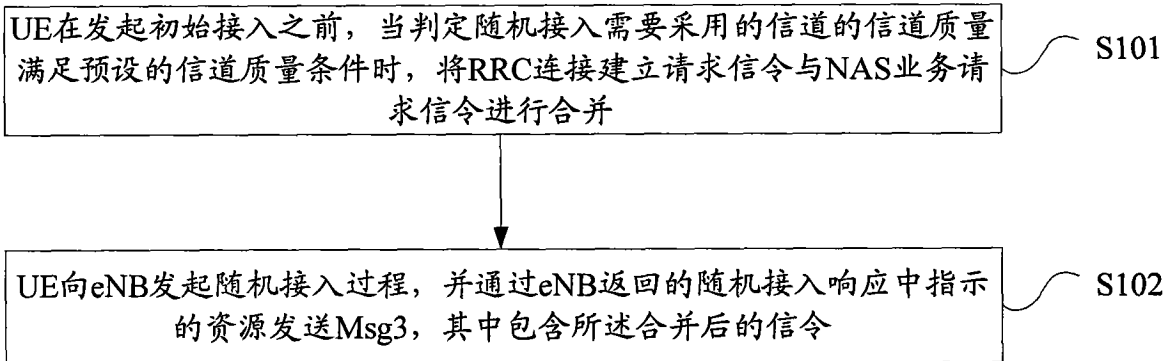 UE在发起初始接入之前，当判定随机接入需要采用的信道的信道质量
满足预设的信道质量条件时，将RRC连接建立请求信令与NAS业务请
求信令进行合并
S101
UE向eNB发起随机接入过程，并通过eNB返回的随机接入响应中指示
的资源发送Msg3，其中包含所述合并后的信令
S102